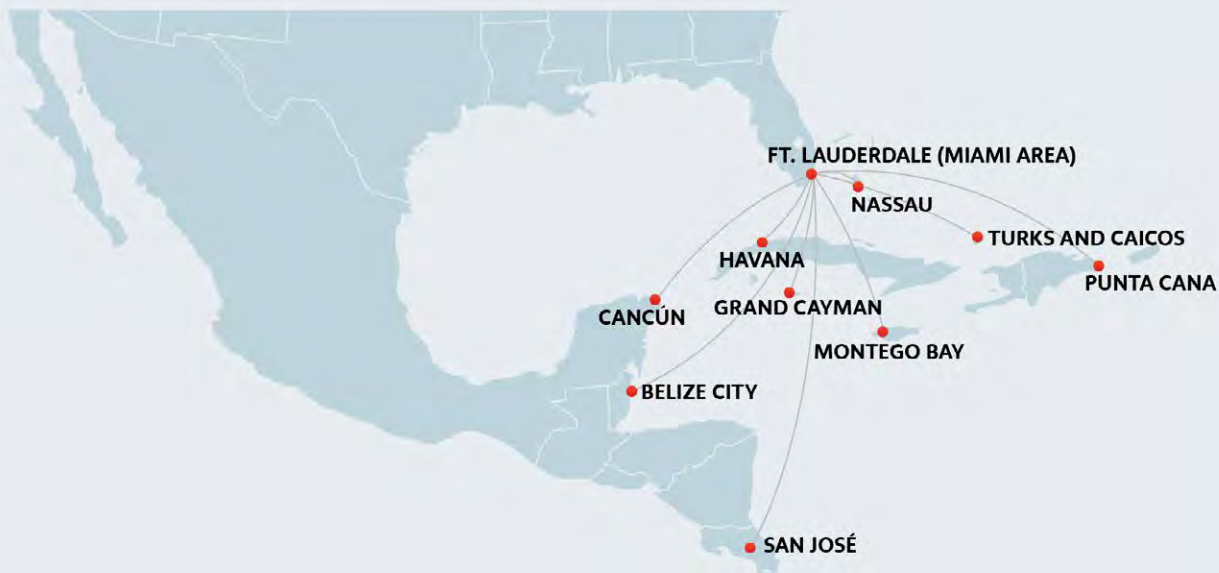 FT. LAUDERDALE (MIAMI AREA)
NASSAU
TURKS AND CAICOS
HAVANA
PUNTA CANA
GRAND CAYMAN
CANCÚN
MONTEGO BAY
BELIZE CITY
SAN JOSÉ